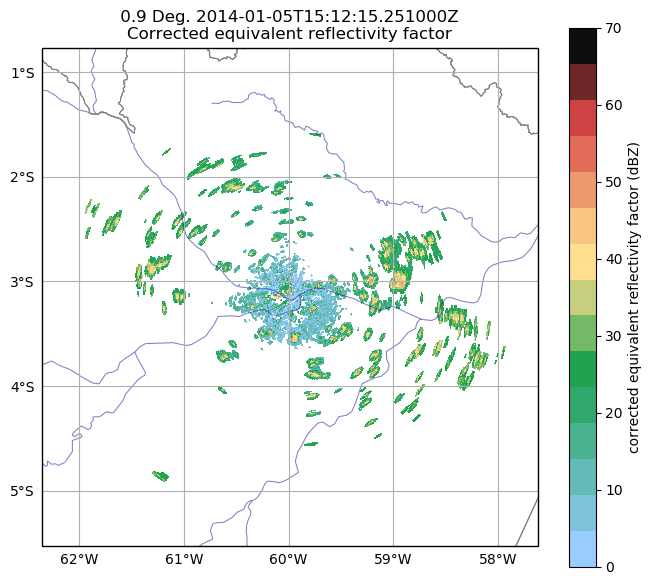 0.9 Deg. 2014-01-05T15:12:15.251000Z
Corrected equivalent reflectivity factor
1°S
2°S
3°S
4°S
5°S
62°W 61°W 60°W 59°W 58°W
70
60
50
40
30
20
10
0
corrected equivalent reflectivity factor (dBZ)